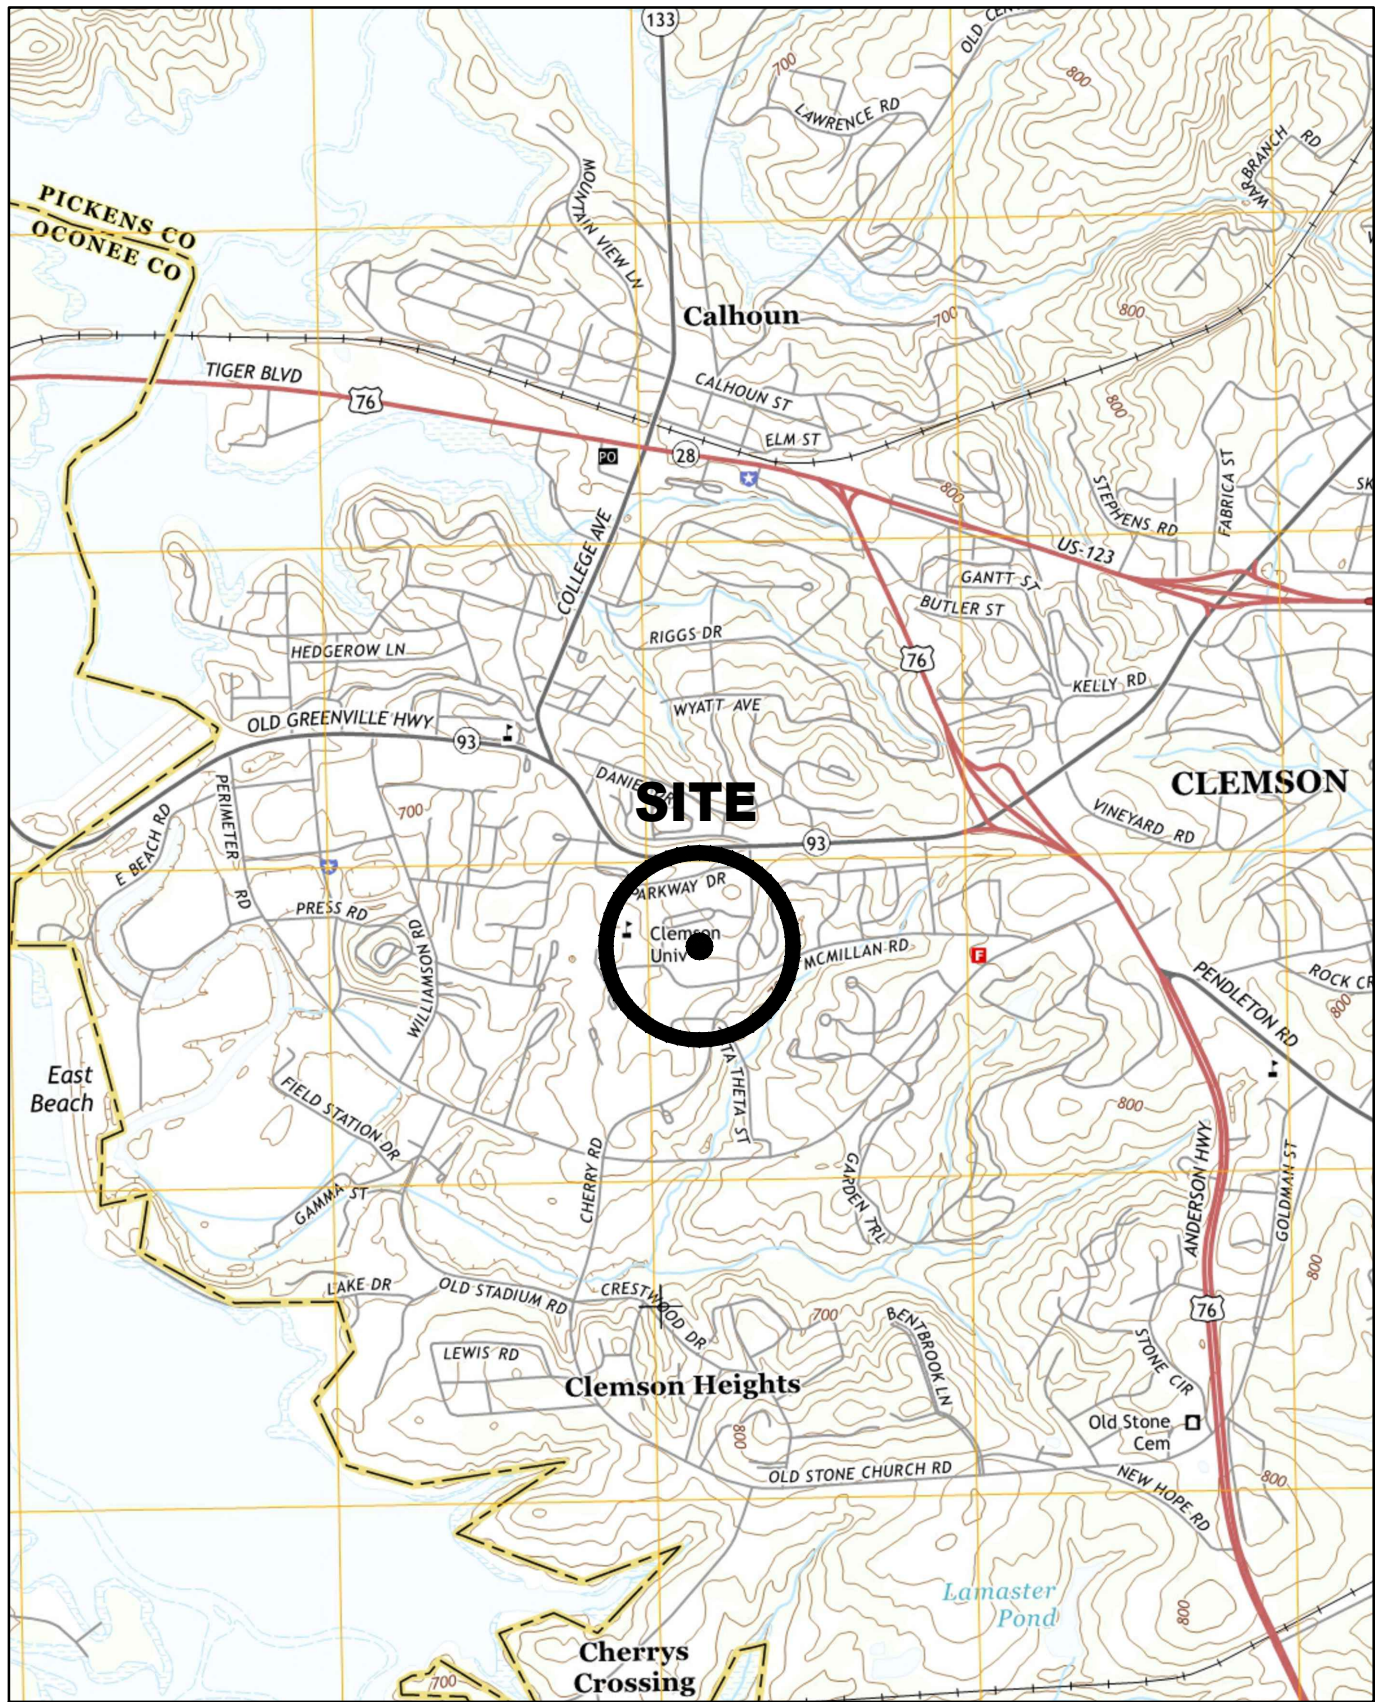 133
OLD CEN
700
800
LAWRENCE RD
WAR BRANCH RD
MOUNTAIN VIEW LN
PICKENS CO
OCONEE CO
Calhoun
700
800
TIGER BLVD
76
CALHOUN ST
800
ELM ST
28
PO
800
STEPHENS RD
FABRICA ST
SK
COLLEGE AVE
US-123
GANTT ST
BUTLER ST
RIGGS DR
HEDGEROW LN
76
KELLY RD
WYATT AVE
OLD GREENVILLE HWY
93
DANIEL DR
SITE
CLEMSON
PERIMETER RD
700
E BEACH RD
93
VINEYARD RD
PARKWAY DR
PRESS RD
WILLIAMSON RD
Clemson
Univ
MCMILLAN RD
F
PENDLETON RD
ROCK CR
800
East
Beach
TA THETA ST
FIELD STATION DR
800
CHERRY RD
GARDEN TRL
ANDERSON HWY
GOLDMAN ST
GAMMA ST
800
LAKE DR
OLD STADIUM RD
CRESTWOOD DR
700
BENTBROOK LN
76
LEWIS RD
STONE CIR
Clemson Heights
Old Stone
Cem
800
OLD STONE CHURCH RD
NEW HOPE RD
800
Lamaster
Pond
800
Cherrys
Crossing
700